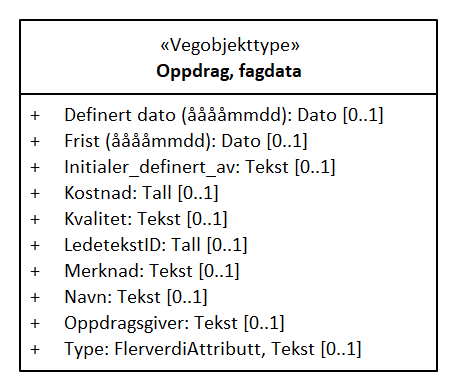 «Vegobjekttype»
Oppdrag, fagdata
+ Definert dato (ååååmmdd): Dato [0..1]
+ Frist (ååååmmdd): Dato [0..1]
+ Initialer_definert_av: Tekst [0..1]
+ Kostnad: Tall [0..1]
+ Kvalitet: Tekst [0..1]
+ LedetekstID: Tall [0..1]
+ Merknad: Tekst [0..1]
+ Navn: Tekst [0..1]
+ Oppdragsgiver: Tekst [0..1]
+ Type: FlerverdiAttributt, Tekst [0..1]